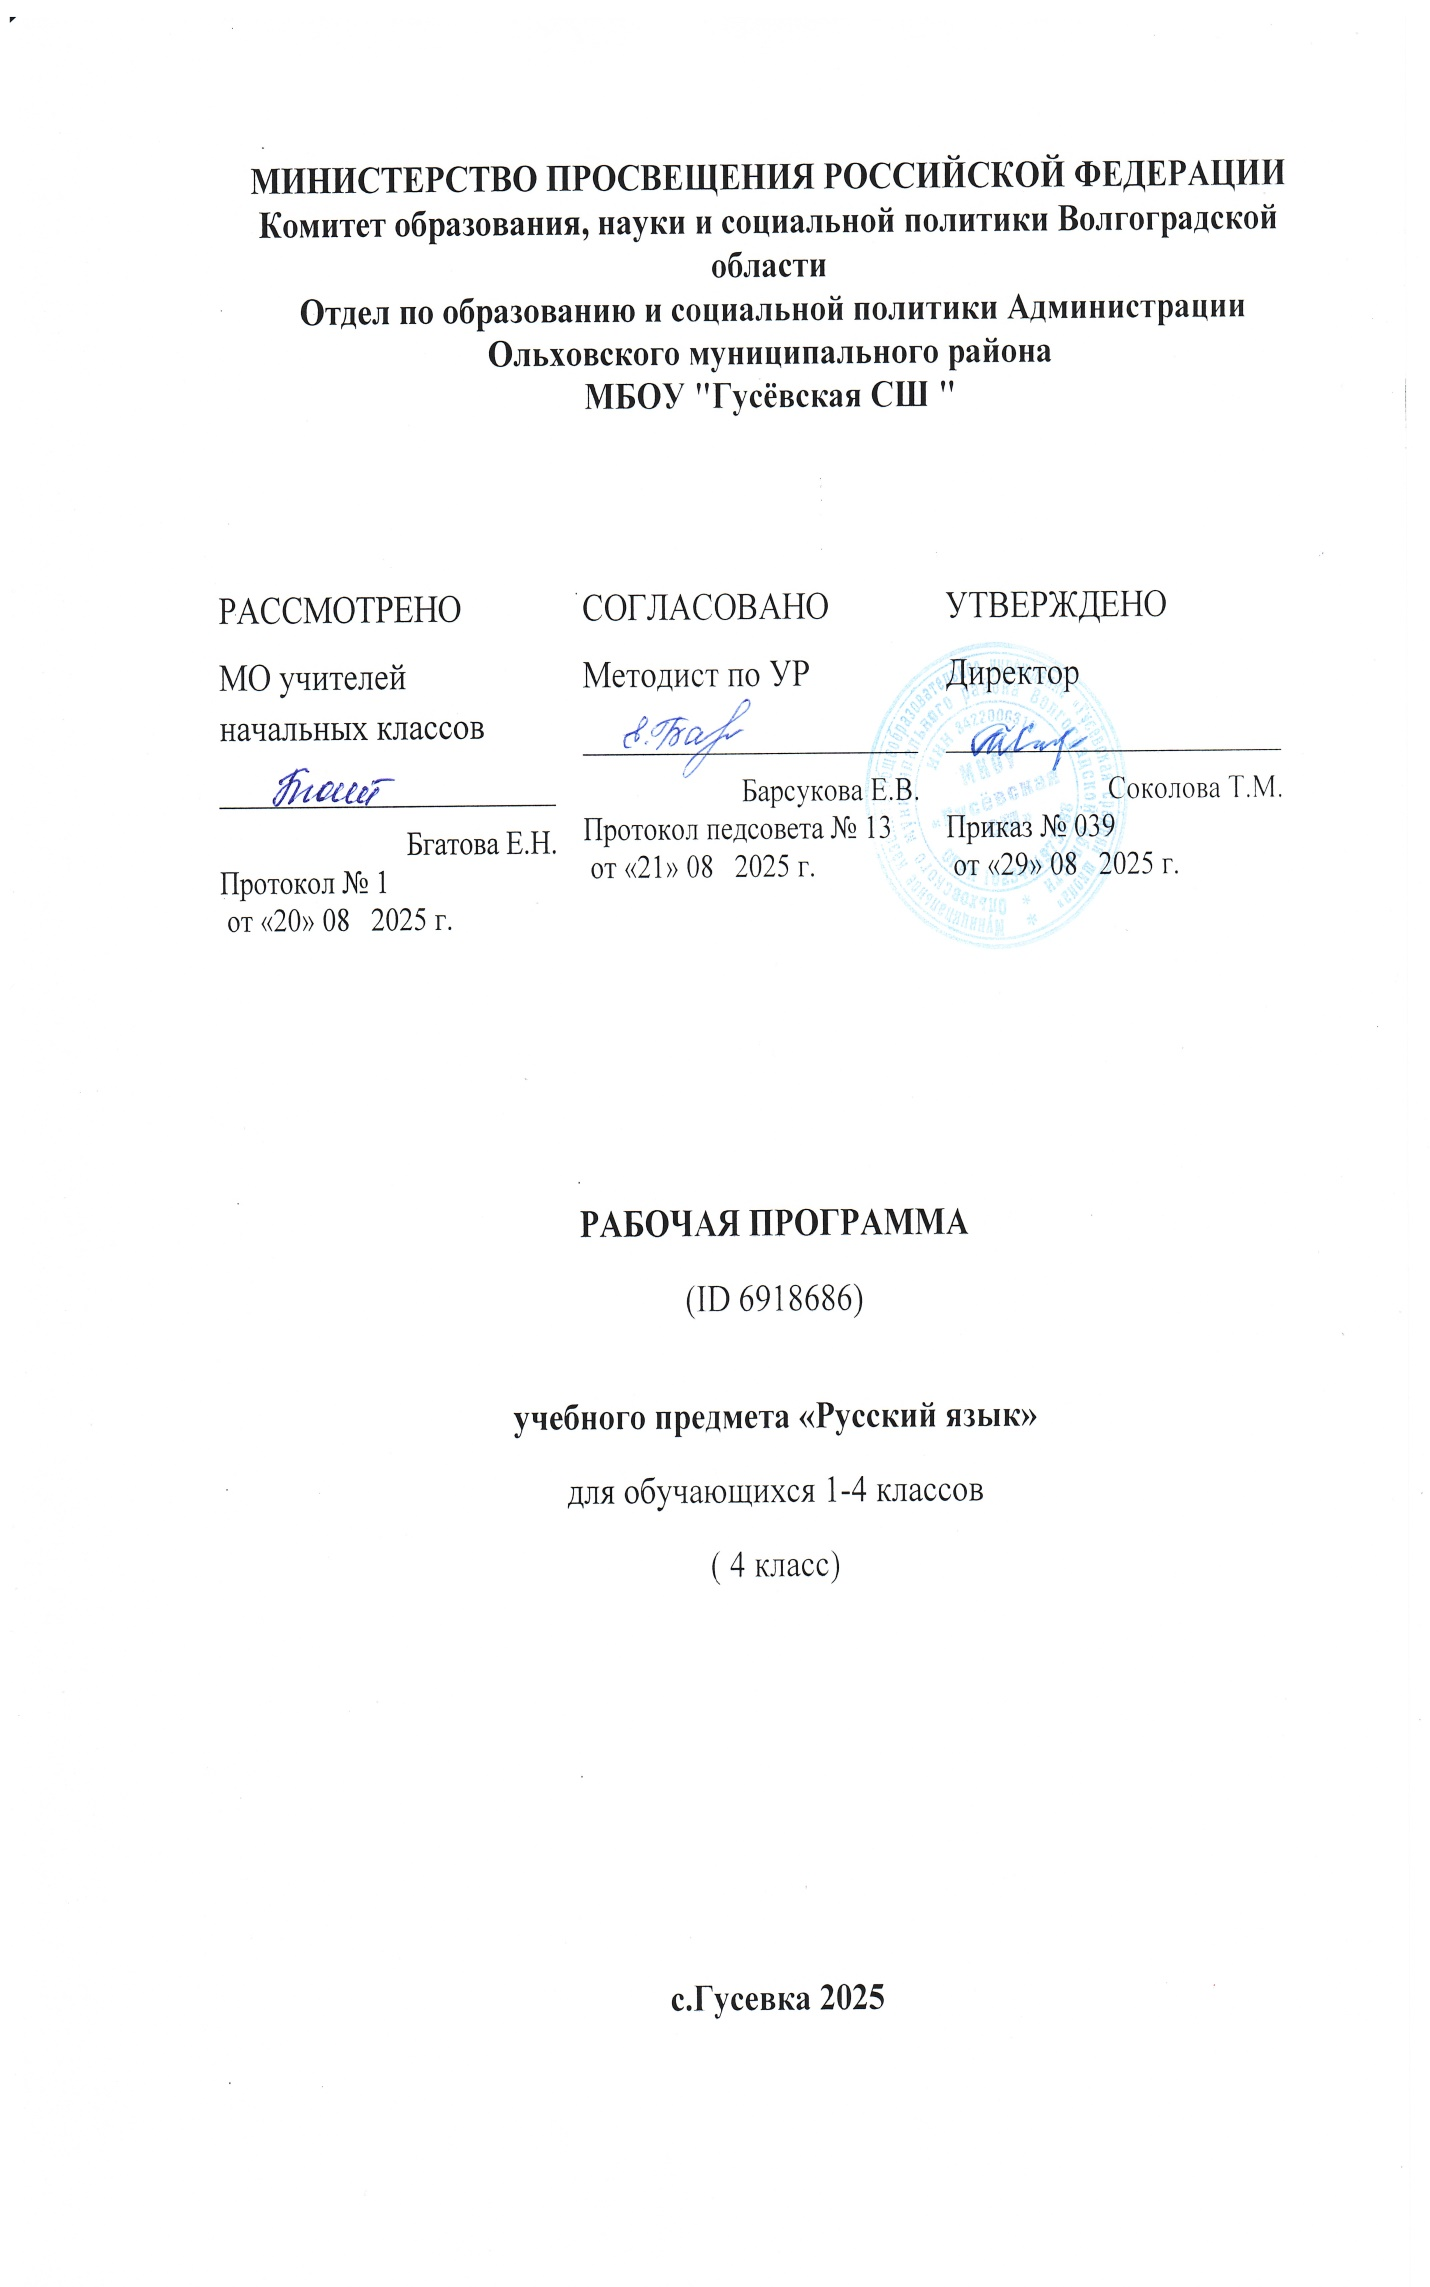 МИНИСТЕРСТВО ПРОСВЕЩЕНИЯ РОССИЙСКОЙ ФЕДЕРАЦИИ
Комитет образования, науки и социальной политики Волгоградской
области
Отдел по образованию и социальной политики Администрации
Ольховского муниципального района
МБОУ "Гусёвская СШ "
РАССМОТРЕНО
МО учителей
начальных классов
Бгатова Е.Н.
Протокол № 1
от «20» 08 2025 г.
СОГЛАСОВАНО
Методист по УР
Барсукова Е.В.
Протокол педсовета № 13
от «21» 08 2025 г.
УТВЕРЖДЕНО
Директор
Соколова Т.М.
Приказ № 039
от «29» 08 2025 г.
РАБОЧАЯ ПРОГРАММА
(ID 6918686)
учебного предмета «Русский язык»
для обучающихся 1-4 классов
( 4 класс)
с.Гусевка 2025